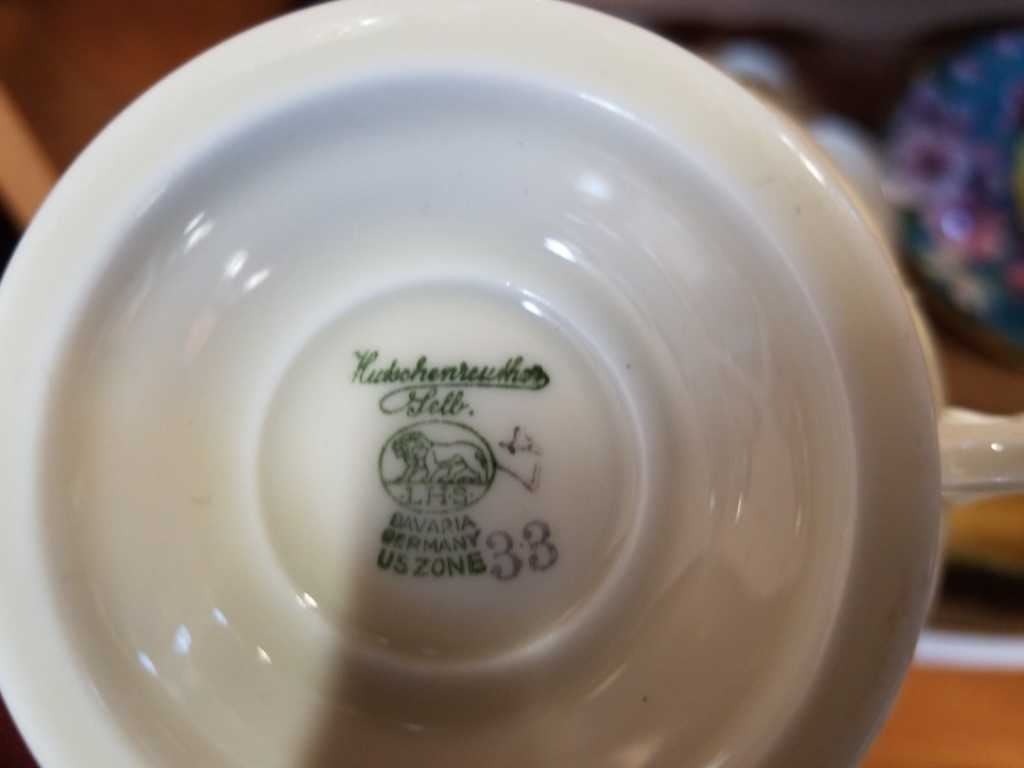 Hutschenreuther
Selb.
L.H.S
BAVARIA
GERMANY
US ZONE
33